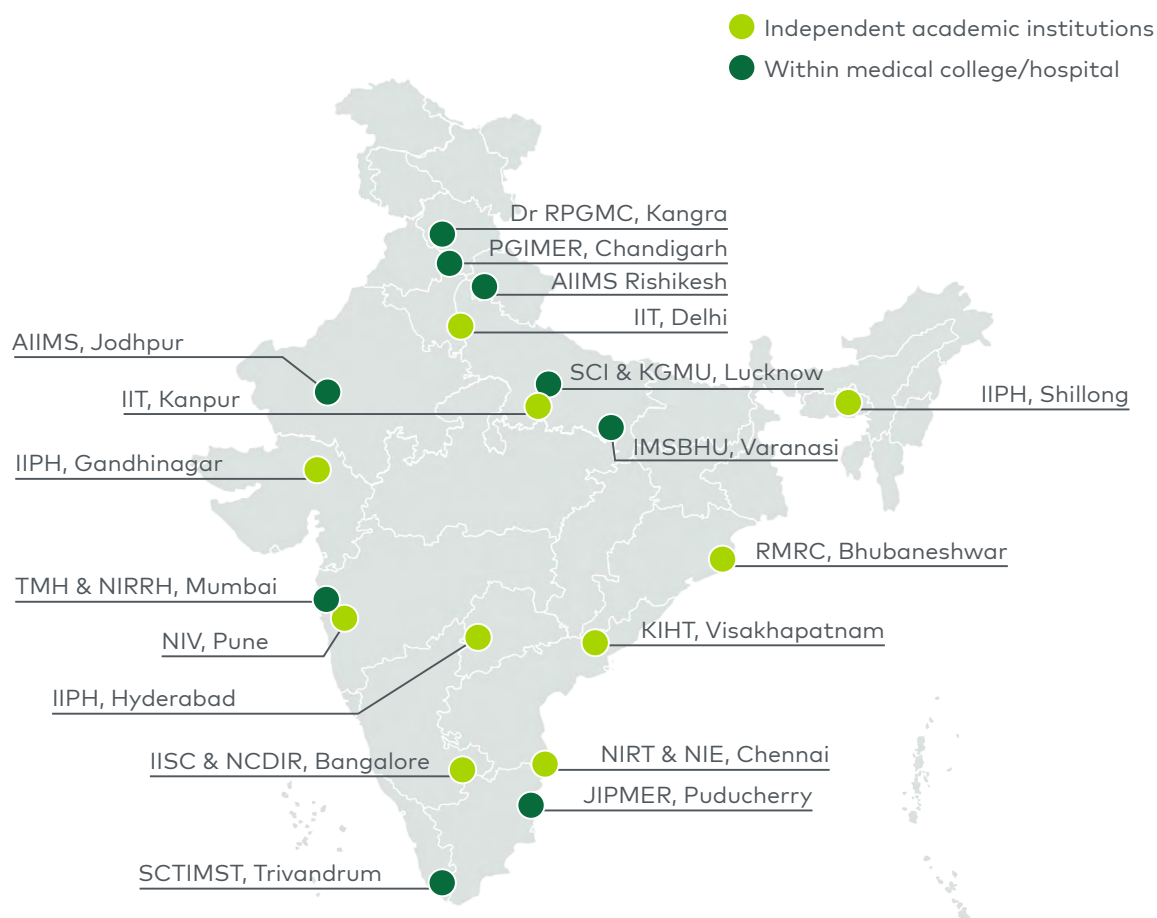 Independent academic institutions
Within medical college/hospital
Dr RPGMC, Kangra
PGIMER, Chandigarh
AIIMS Rishikesh
IIT, Delhi
AIIMS, Jodhpur
SCI & KGMU, Lucknow
IIT, Kanpur
IIPH, Shillong
IMSBHU, Varanasi
IIPH, Gandhinagar
RMRC, Bhubaneshwar
TMH & NIRRH, Mumbai
KIHT, Visakhapatnam
NIV, Pune
IIPH, Hyderabad
NIRT & NIE, Chennai
IISC & NCDIR, Bangalore
JIPMER, Puducherry
SCTIMST, Trivandrum